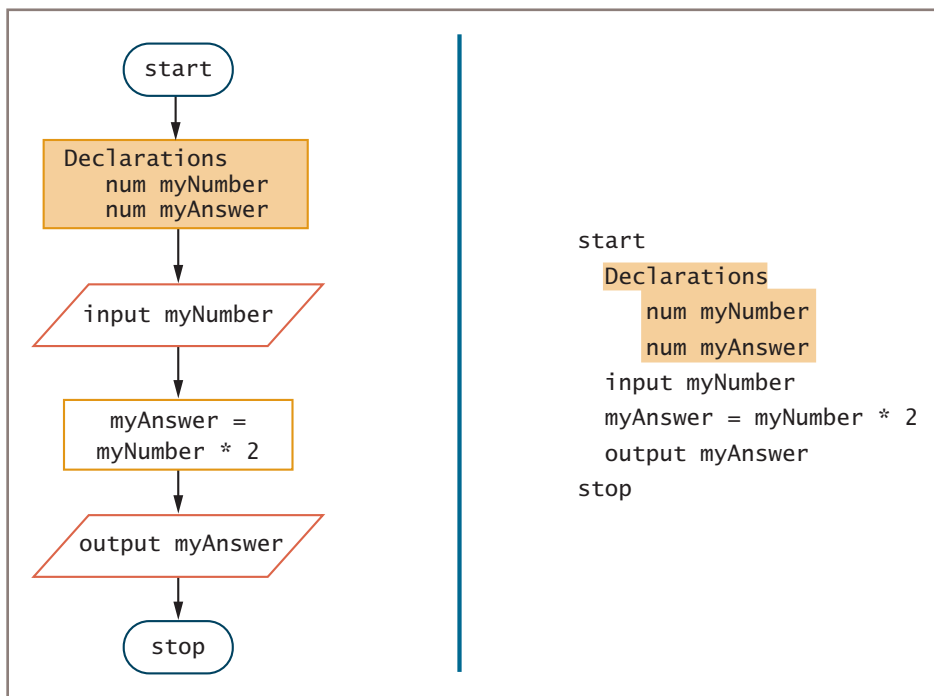 start
Declarations
num myNumber
num myAnswer
input myNumber
myAnswer =
myNumber * 2
output myAnswer
stop
start
Declarations
num myNumber
num myAnswer
input myNumber
myAnswer = myNumber * 2
output myAnswer
stop